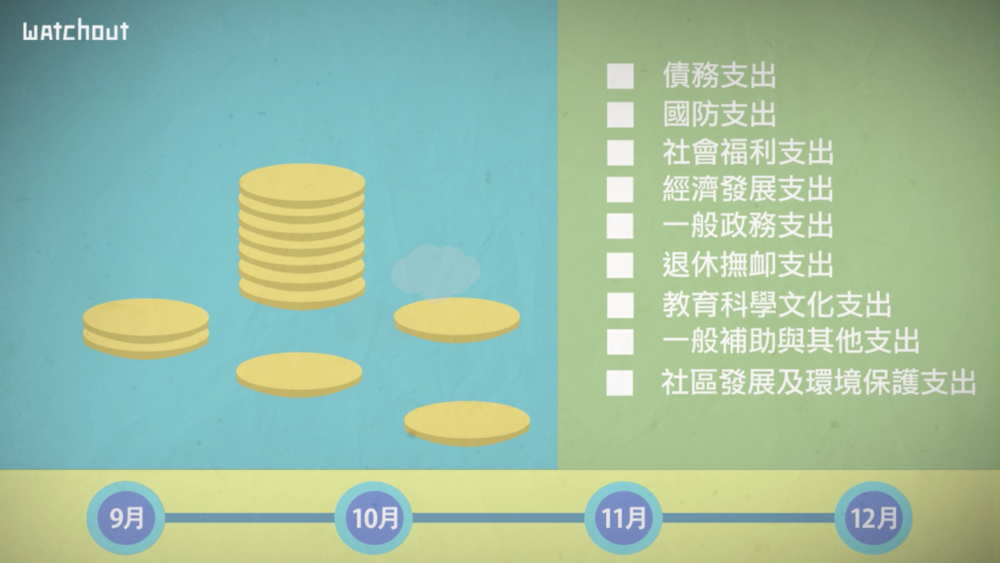 watchout
債務支出
國防支出
社會福利支出
經濟發展支出
一般政務支出
退休撫卹支出
教育科學文化支出
一般補助與其他支出
社區發展及環境保護支出
9月
10月
11月
12月